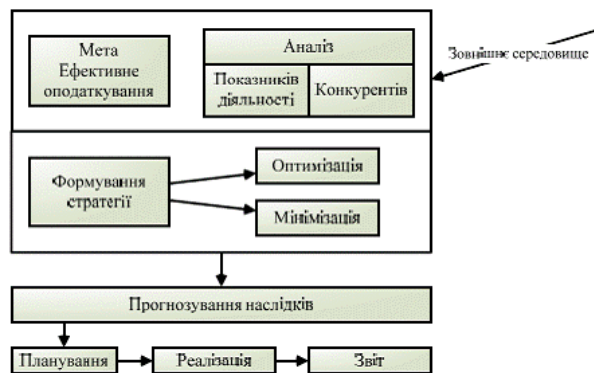 Мета
Ефективне
оподаткування
Аналіз
Показників
діяльності
Конкурентів
Зовнішнє середовище
Формування
стратегії
Оптимізація
Мінімізація
Прогнозування наслідків
Планування
Реалізація
Звіт